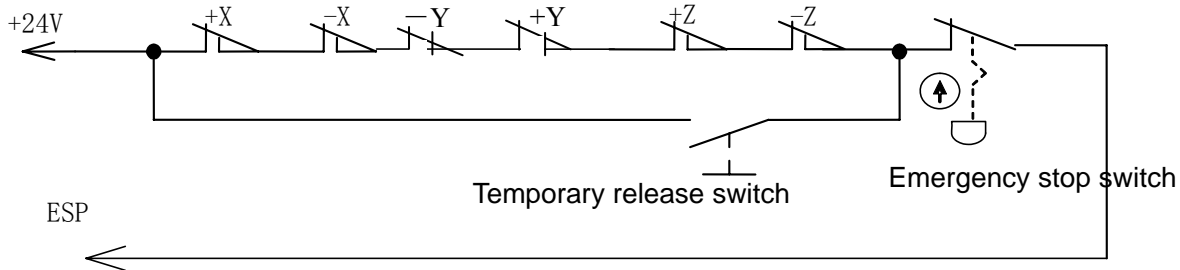 +24V +X -X -Y +Y +Z -Z
Temporary release switch
Emergency stop switch
ESP